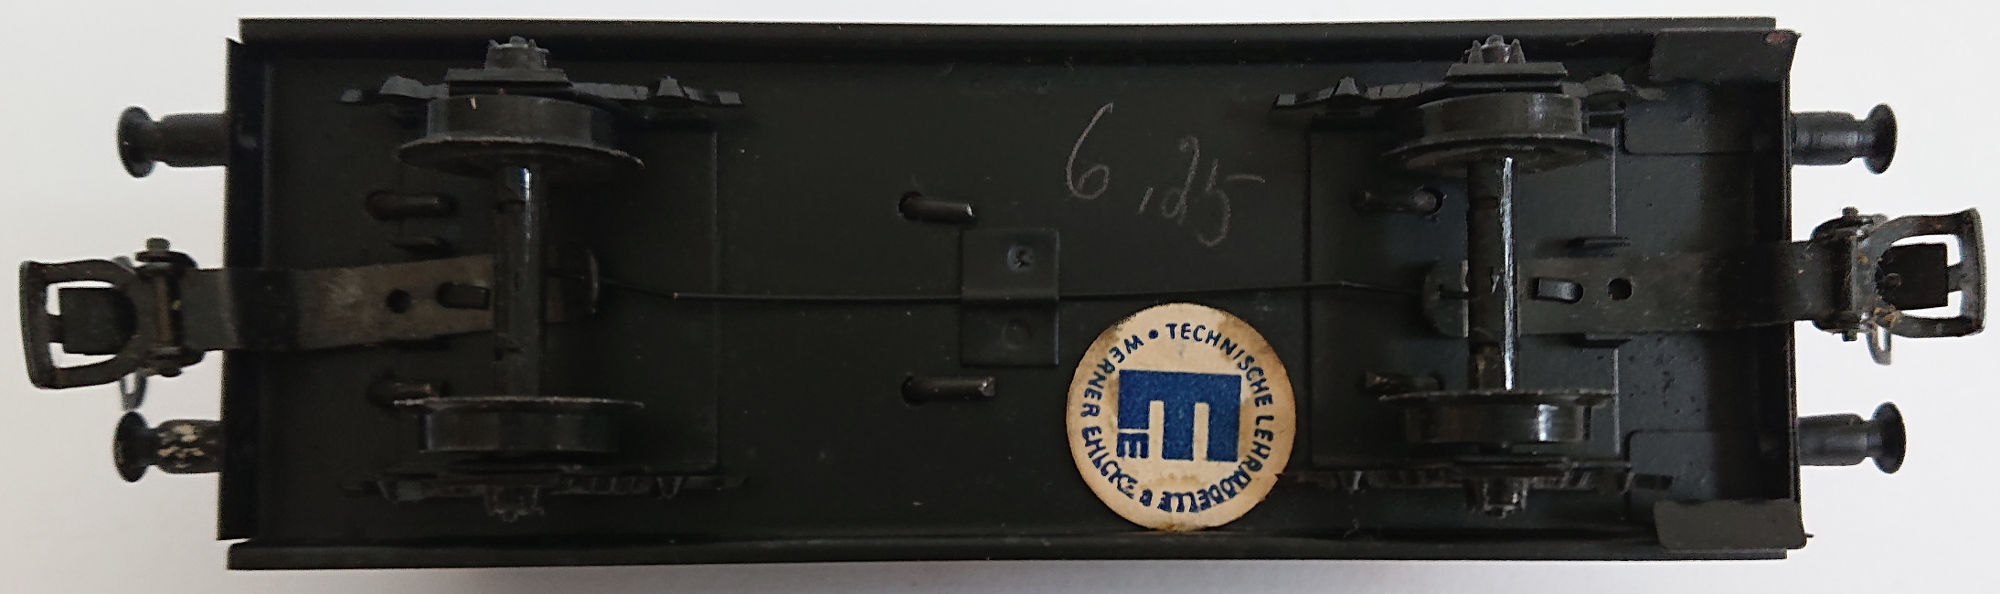 6,25
• TECHNISCHE LEHRMODELLE •
WERNER EHLCKE
E